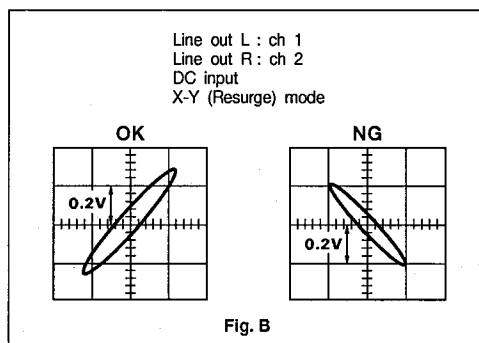 Line out L : ch 1
Line out R : ch 2
DC input
X-Y (Resurge) mode
OK
NG
0.2V
0.2V
Fig. B